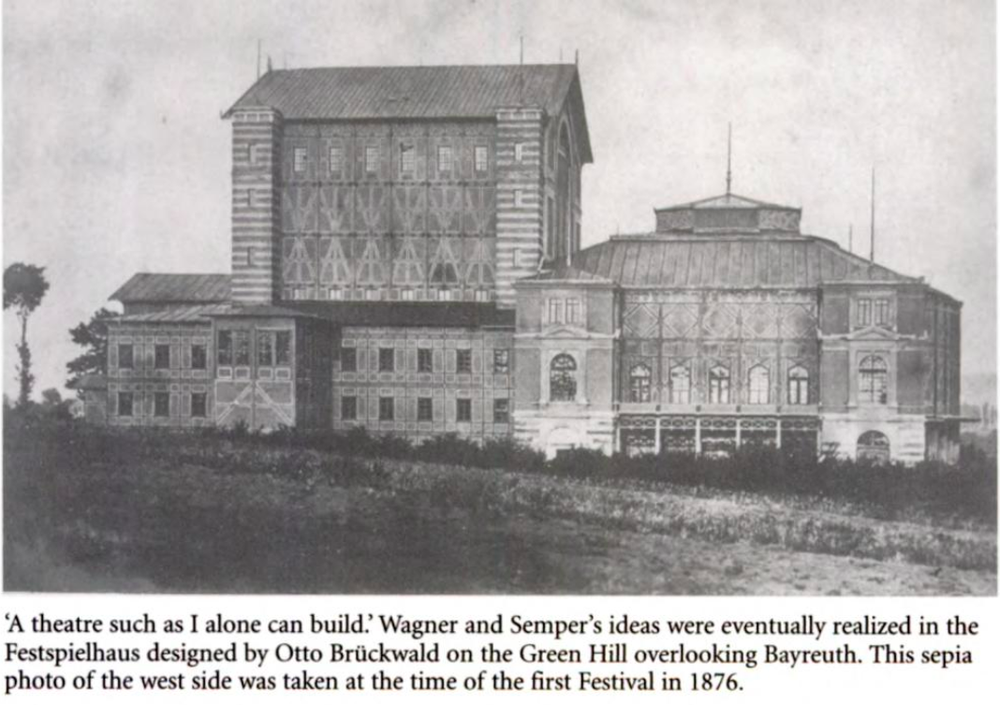 ‘A theatre such as I alone can build.’ Wagner and Semper’s ideas were eventually realized in the
Festspielhaus designed by Otto Brückwald on the Green Hill overlooking Bayreuth. This sepia
photo of the west side was taken at the time of the first Festival in 1876.